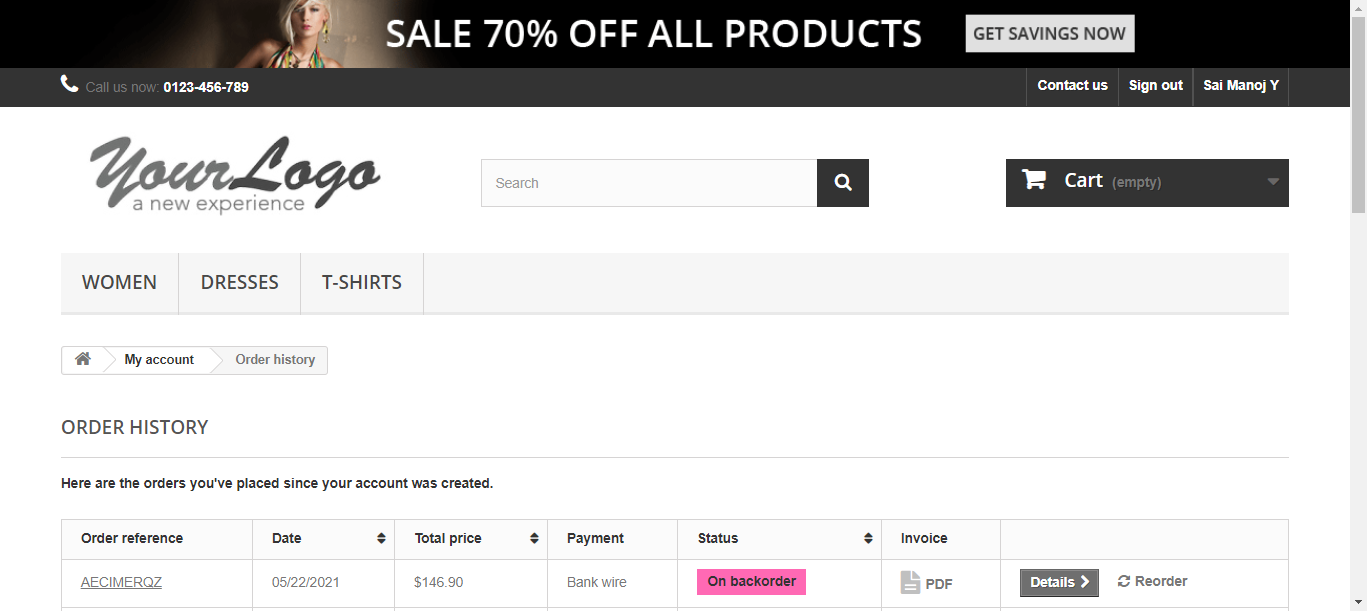 SALE 70% OFF ALL PRODUCTS GET SAVINGS NOW
Call us now: 0123-456-789 Contact us Sign out Sai Manoj Y
YourLogo
a new experience
Search
Cart (empty)
WOMEN DRESSES T-SHIRTS
My account Order history
ORDER HISTORY
Here are the orders you've placed since your account was created.
Order reference Date Total price Payment Status Invoice
AECIMERQZ 05/22/2021 $146.90 Bank wire On backorder PDF Details Reorder